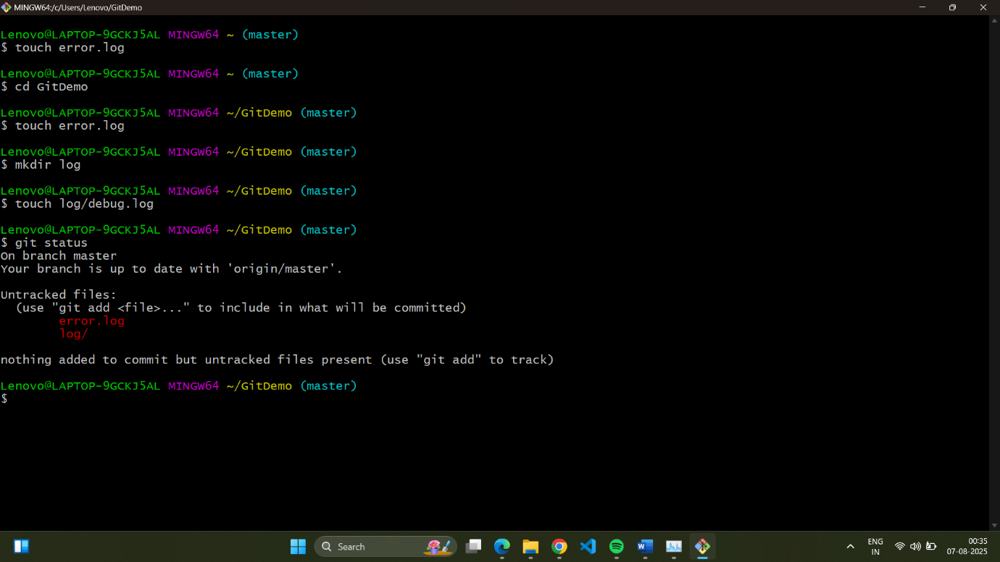 MINGW64:/c/Users/Lenovo/GitDemo
Lenovo@LAPTOP-9GCKJ5AL MINGW64 ~ (master)
$ touch error.log
Lenovo@LAPTOP-9GCKJ5AL MINGW64 ~ (master)
$ cd GitDemo
Lenovo@LAPTOP-9GCKJ5AL MINGW64 ~/GitDemo (master)
$ touch error.log
Lenovo@LAPTOP-9GCKJ5AL MINGW64 ~/GitDemo (master)
$ mkdir log
Lenovo@LAPTOP-9GCKJ5AL MINGW64 ~/GitDemo (master)
$ touch log/debug.log
Lenovo@LAPTOP-9GCKJ5AL MINGW64 ~/GitDemo (master)
$ git status
On branch master
Your branch is up to date with 'origin/master'.
Untracked files:
  (use "git add <file>..." to include in what will be committed)
        error.log
        log/
nothing added to commit but untracked files present (use "git add" to track)
Lenovo@LAPTOP-9GCKJ5AL MINGW64 ~/GitDemo (master)
$
Search
ENG
IN
00:35
07-08-2025